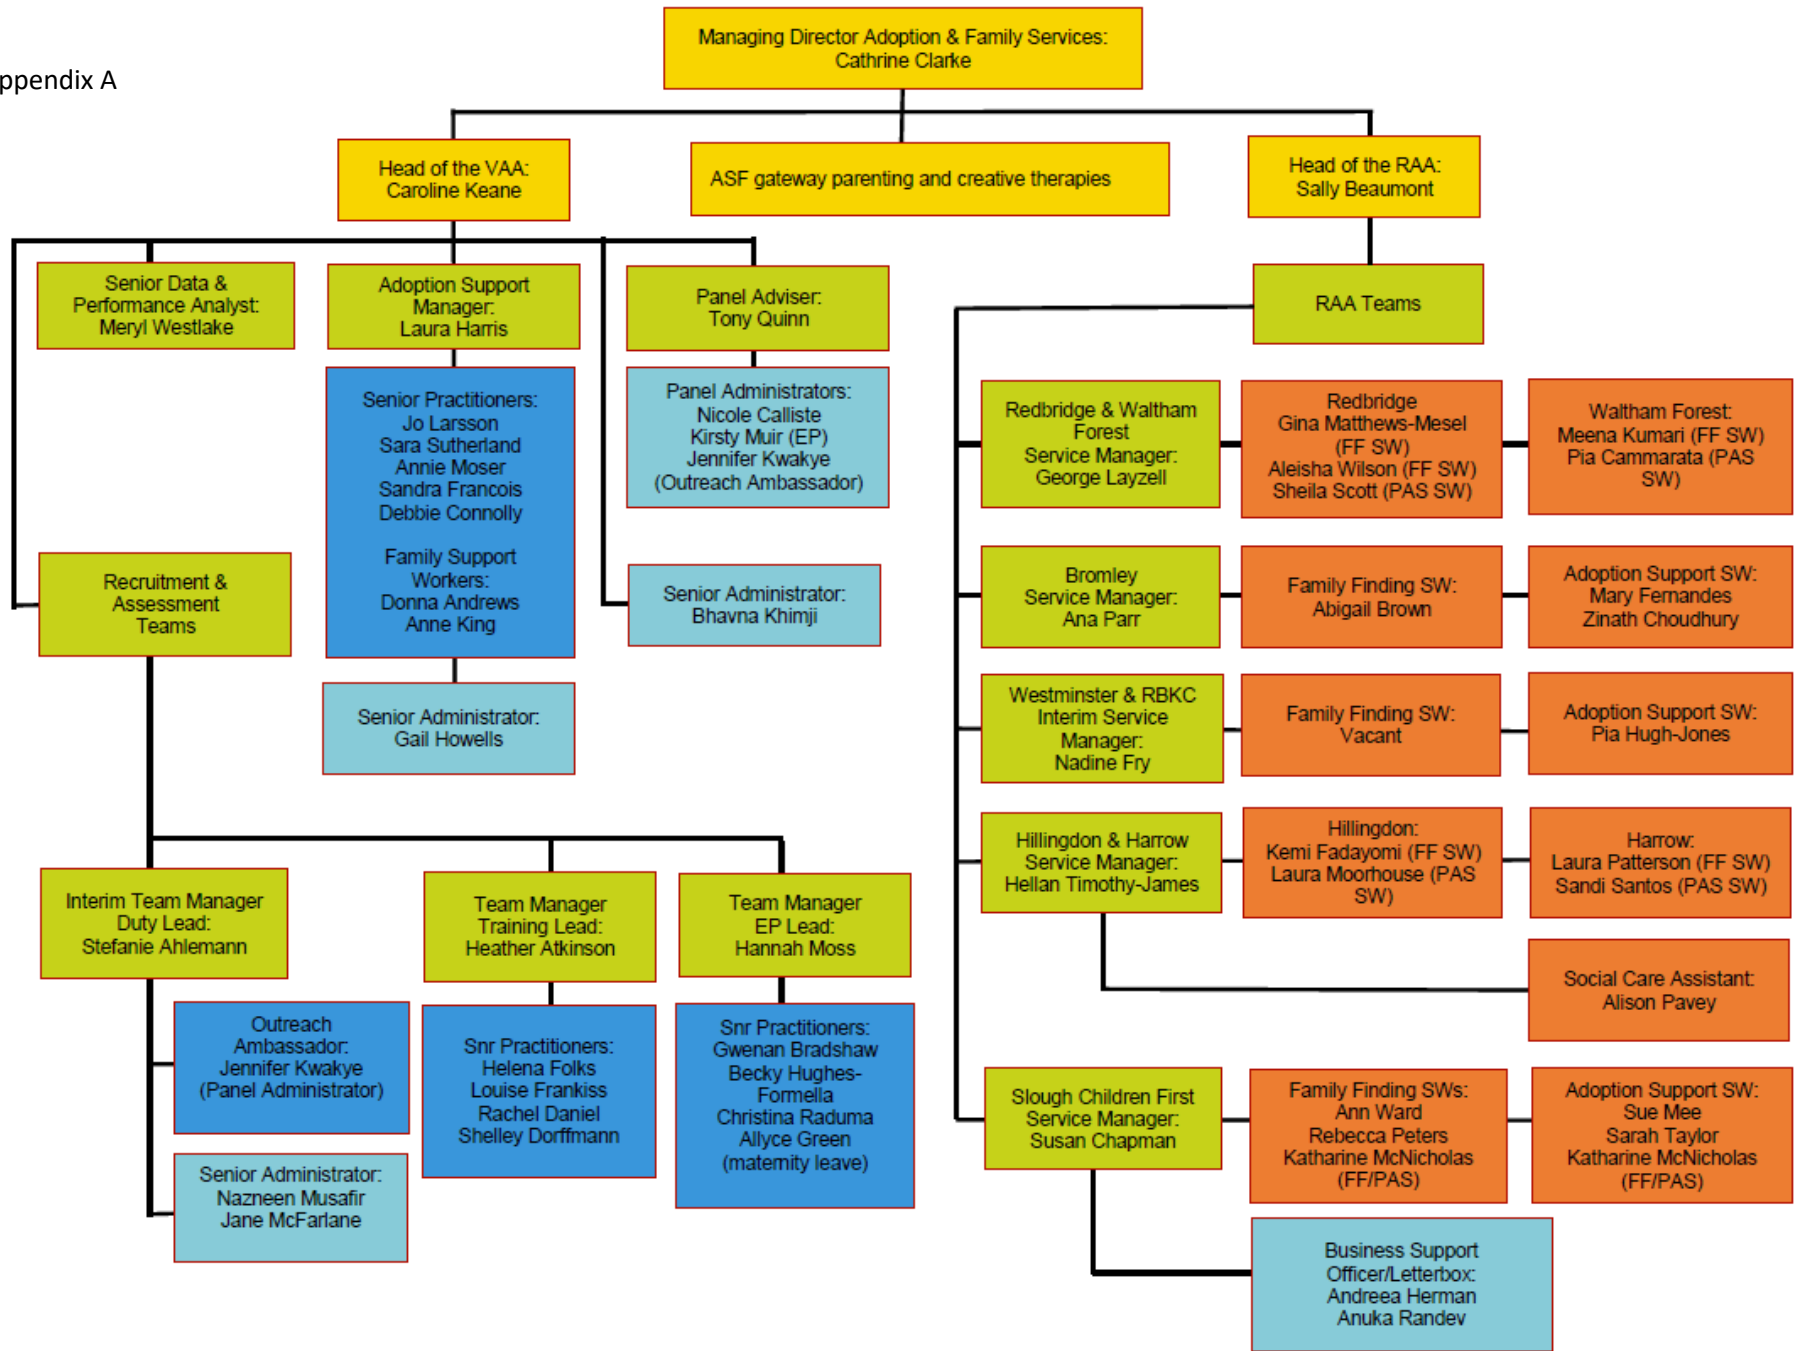 Managing Director Adoption & Family Services:
Cathrine Clarke
ppendix A
Head of the VAA:
Caroline Keane
ASF gateway parenting and creative therapies
Head of the RAA:
Sally Beaumont
Senior Data &
Performance Analyst:
Meryl Westlake
Adoption Support
Manager:
Laura Harris
Panel Adviser:
Tony Quinn
RAA Teams
Senior Practitioners:
Jo Larsson
Sara Sutherland
Annie Moser
Sandra Francois
Debbie Connolly
Family Support
Workers:
Donna Andrews
Anne King
Panel Administrators:
Nicole Calliste
Kirsty Muir (EP)
Jennifer Kwakye
(Outreach Ambassador)
Redbridge & Waltham
Forest
Service Manager:
George Layzell
Redbridge
Gina Matthews-Mesel
(FF SW)
Aleisha Wilson (FF SW)
Sheila Scott (PAS SW)
Waltham Forest:
Meena Kumari (FF SW)
Pia Cammarata (PAS
SW)
Recruitment &
Assessment
Teams
Senior Administrator:
Bhavna Khimji
Bromley
Service Manager:
Ana Parr
Family Finding SW:
Abigail Brown
Adoption Support SW:
Mary Fernandes
Zinath Choudhury
Senior Administrator:
Gail Howells
Westminster & RBKC
Interim Service
Manager:
Nadine Fry
Family Finding SW:
Vacant
Adoption Support SW:
Pia Hugh-Jones
Hillingdon & Harrow
Service Manager:
Hellan Timothy-James
Hillingdon:
Kemi Fadayomi (FF SW)
Laura Moorhouse (PAS
SW)
Harrow:
Laura Patterson (FF SW)
Sandi Santos (PAS SW)
Interim Team Manager
Duty Lead:
Stefanie Ahlemann
Team Manager
Training Lead:
Heather Atkinson
Team Manager
EP Lead:
Hannah Moss
Social Care Assistant:
Alison Pavey
Outreach
Ambassador:
Jennifer Kwakye
(Panel Administrator)
Snr Practitioners:
Helena Folks
Louise Frankiss
Rachel Daniel
Shelley Dorffmann
Snr Practitioners:
Gwenan Bradshaw
Becky Hughes-
Formella
Christina Raduma
Allyce Green
(maternity leave)
Slough Children First
Service Manager:
Susan Chapman
Family Finding SWs:
Ann Ward
Rebecca Peters
Katharine McNicholas
(FF/PAS)
Adoption Support SW:
Sue Mee
Sarah Taylor
Katharine McNicholas
(FF/PAS)
Senior Administrator:
Nazneen Musafir
Jane McFarlane
Business Support
Officer/Letterbox:
Andreea Herman
Anuka Randev